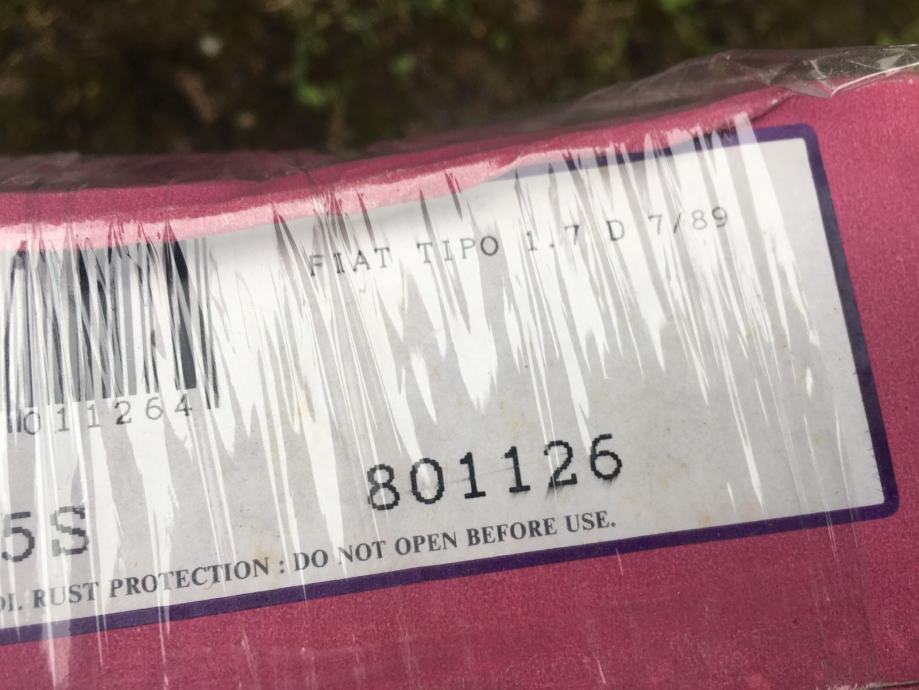 FIAT TIPO 1.7 D 7/89
011264
801126
5S
RUST PROTECTION : DO NOT OPEN BEFORE USE.